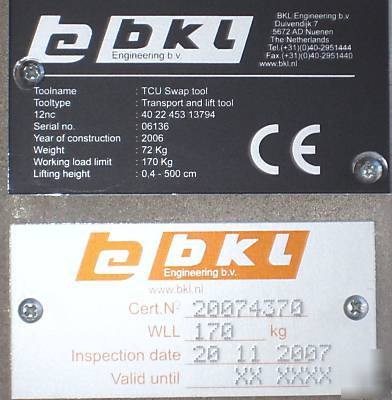 bkl
Engineering b.v.
BKL Engineering b.v.
Duivendijk 7
5672 AD Nuenen
The Netherlands
Tel.(+31)(0)40-2951444
Fax.(+31)(0)40-2951440
www.bkl.nl
Toolname : TCU Swap tool
Tooltype : Transport and lift tool
12nc : 40 22 453 13794
Serial no. : 06136
Year of construction : 2006
Weight : 72 Kg
Working load limit : 170 Kg
Lifting height : 0,4 - 500 cm
CE
bkl
Engineering b.v.
www.bkl.nl
Cert.Nº 20074370
WLL 170 kg
Inspection date 20 11 2007
Valid until XX XXXX